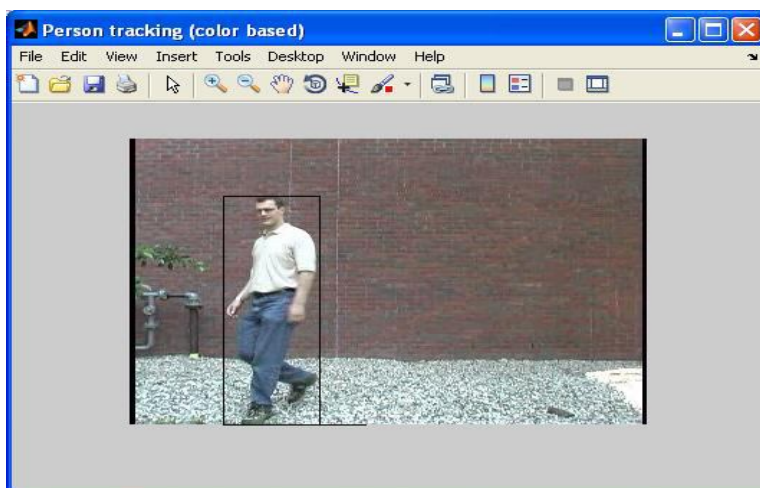 Person tracking (color based)
File Edit View Insert Tools Desktop Window Help